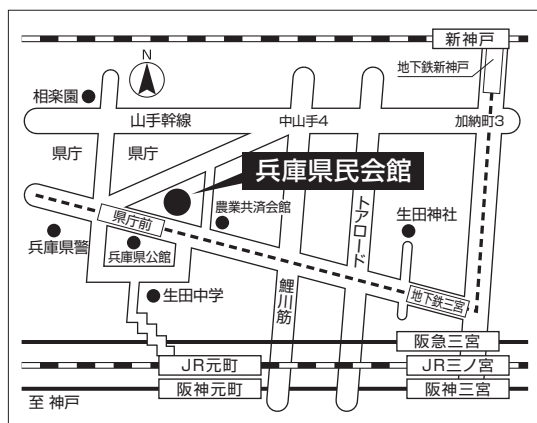 新神戸
地下鉄新神戸
N
相楽園
山手幹線
中山手4
加納町3
県庁
県庁
兵庫県民会館
県庁前
農業共済会館
トアロード
生田神社
兵庫県警
兵庫県公館
生田中学
鯉川筋
地下鉄三宮
阪急三宮
JR元町
JR三ノ宮
阪神元町
阪神三宮
至 神戸